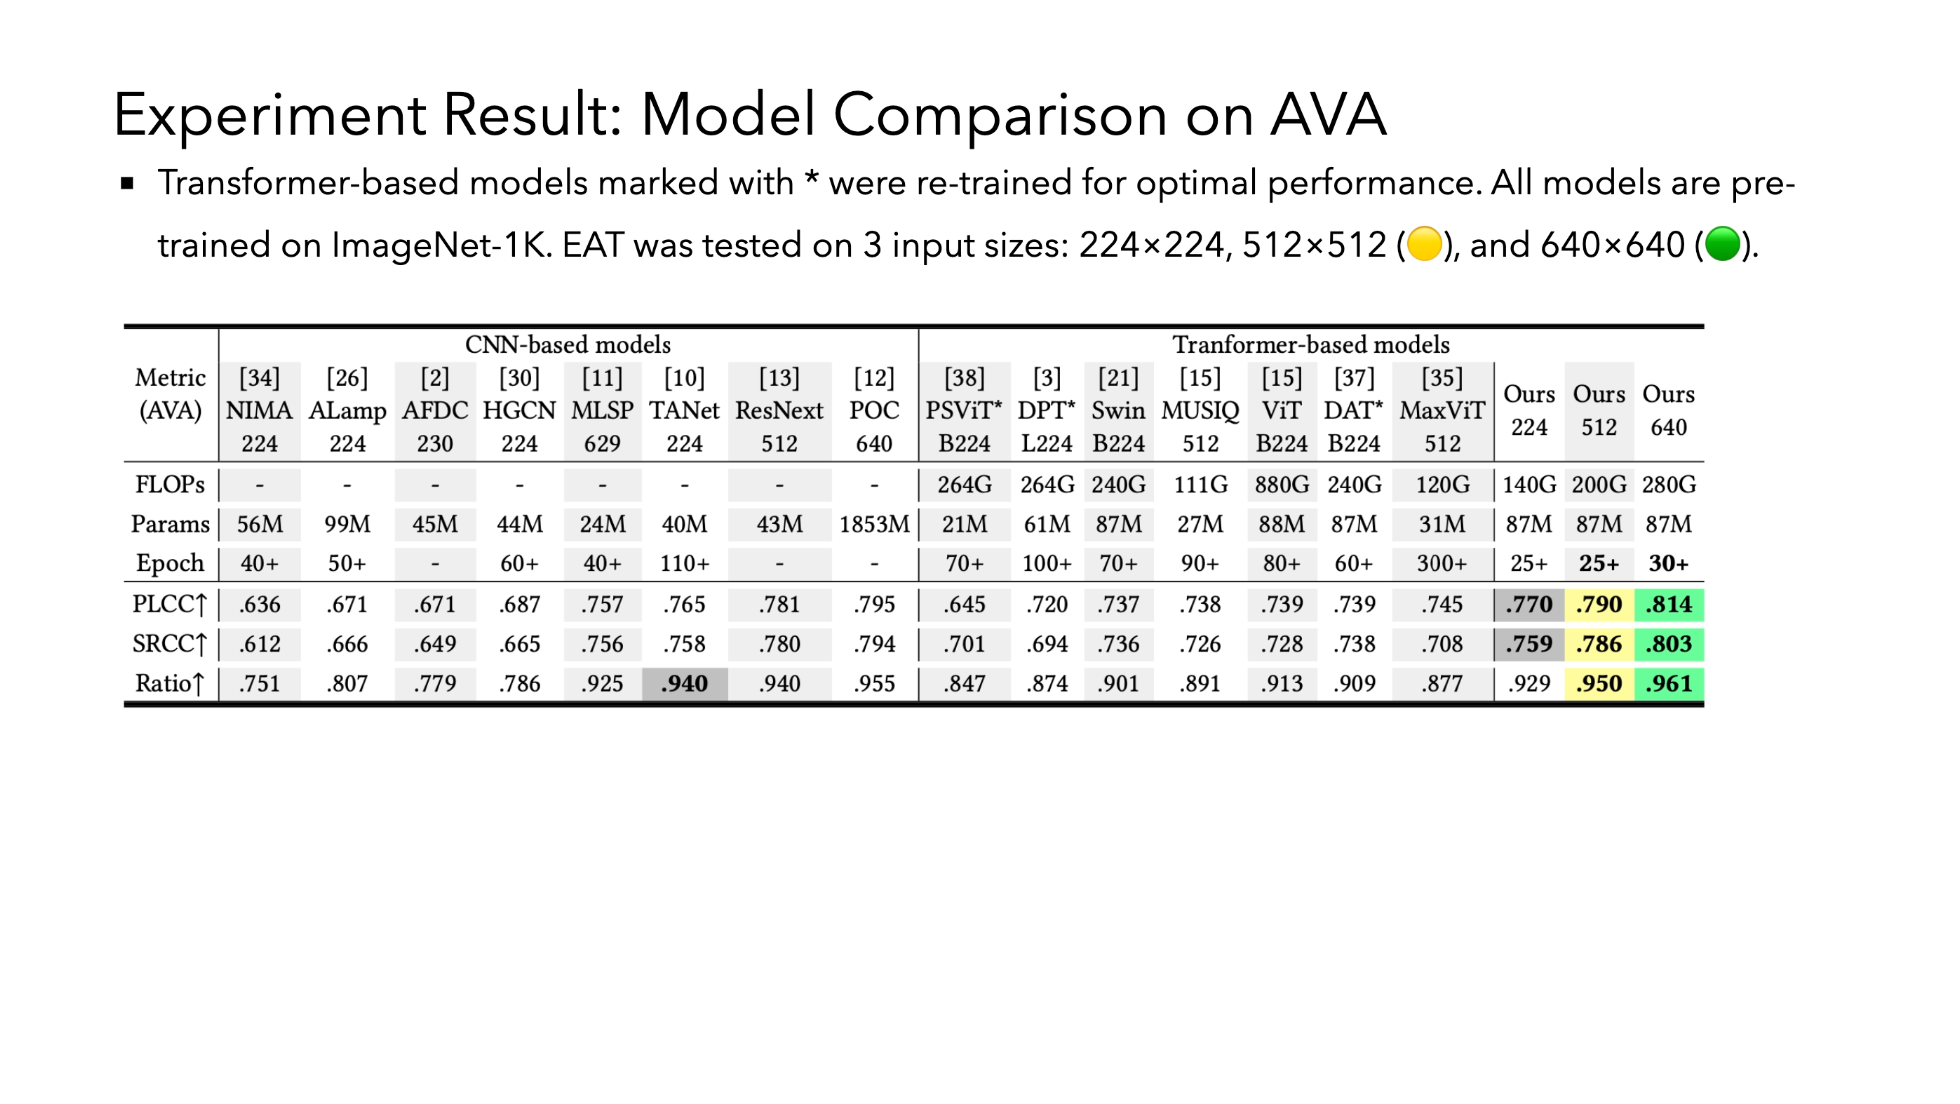 Experiment Result: Model Comparison on AVA
▪ Transformer-based models marked with * were re-trained for optimal performance. All models are pre-
trained on ImageNet-1K. EAT was tested on 3 input sizes: 224×224, 512×512 (🟡), and 640×640 (🟢).
CNN-based models Tranformer-based models
Metric (AVA) [34] NIMA 224 [26] ALamp 224 [2] AFDC 230 [30] HGCN 224 [11] MLSP 629 [10] TANet 224 [13] ResNext 512 [12] POC 640 [38] PSViT* B224 [3] DPT* L224 [21] Swin B224 [15] MUSIQ 512 [15] ViT B224 [37] DAT* B224 [35] MaxViT 512 Ours 224 Ours 512 Ours 640
FLOPs - - - - - - - - 264G 264G 240G 111G 880G 240G 120G 140G 200G 280G
Params 56M 99M 45M 44M 24M 40M 43M 1853M 21M 61M 87M 27M 88M 87M 31M 87M 87M 87M
Epoch 40+ 50+ - 60+ 40+ 110+ - - 70+ 100+ 70+ 90+ 80+ 60+ 300+ 25+ 25+ 30+
PLCC↑ .636 .671 .671 .687 .757 .765 .781 .795 .645 .720 .737 .738 .739 .739 .745 .770 .790 .814
SRCC↑ .612 .666 .649 .665 .756 .758 .780 .794 .701 .694 .736 .726 .728 .738 .708 .759 .786 .803
Ratio↑ .751 .807 .779 .786 .925 .940 .940 .955 .847 .874 .901 .891 .913 .909 .877 .929 .950 .961